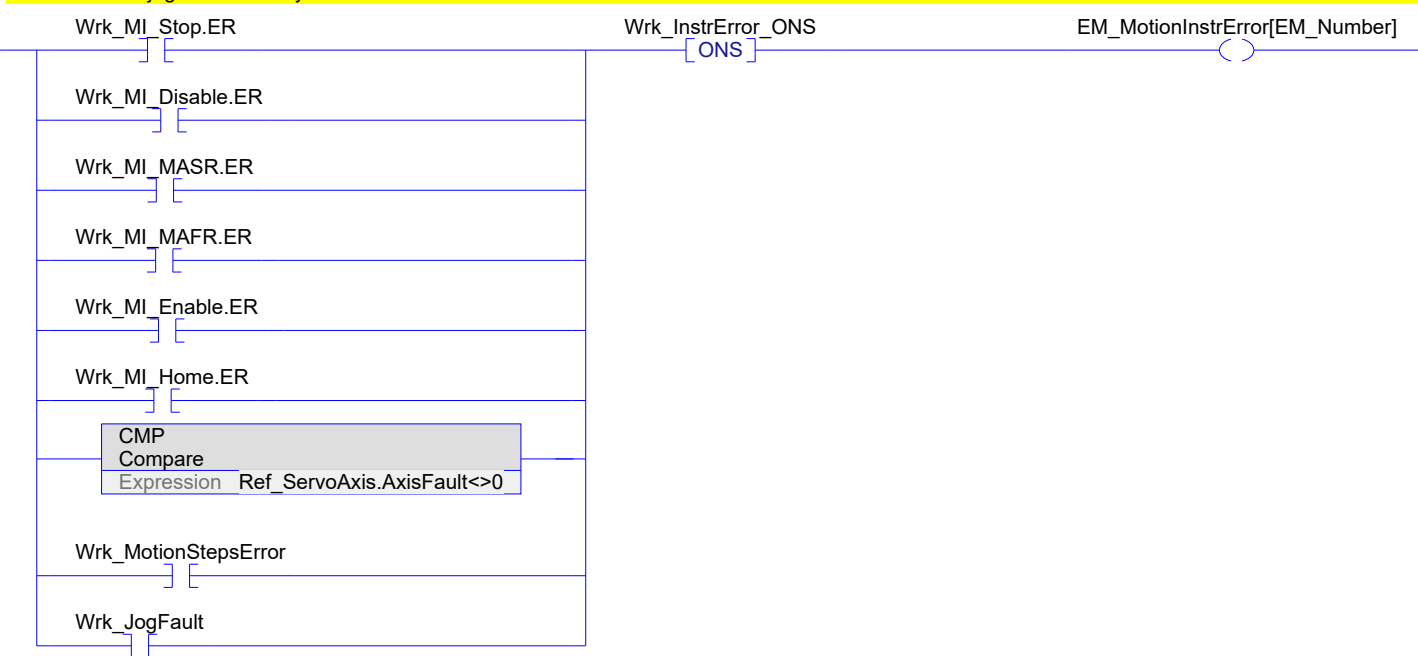 Wrk_MI_Stop.ER Wrk_InstrError_ONS EM_MotionInstrError[EM_Number]
ONS
Wrk_MI_Disable.ER
Wrk_MI_MASR.ER
Wrk_MI_MAFR.ER
Wrk_MI_Enable.ER
Wrk_MI_Home.ER
CMP
Compare
Expression Ref_ServoAxis.AxisFault<>0
Wrk_MotionStepsError
Wrk_JogFault